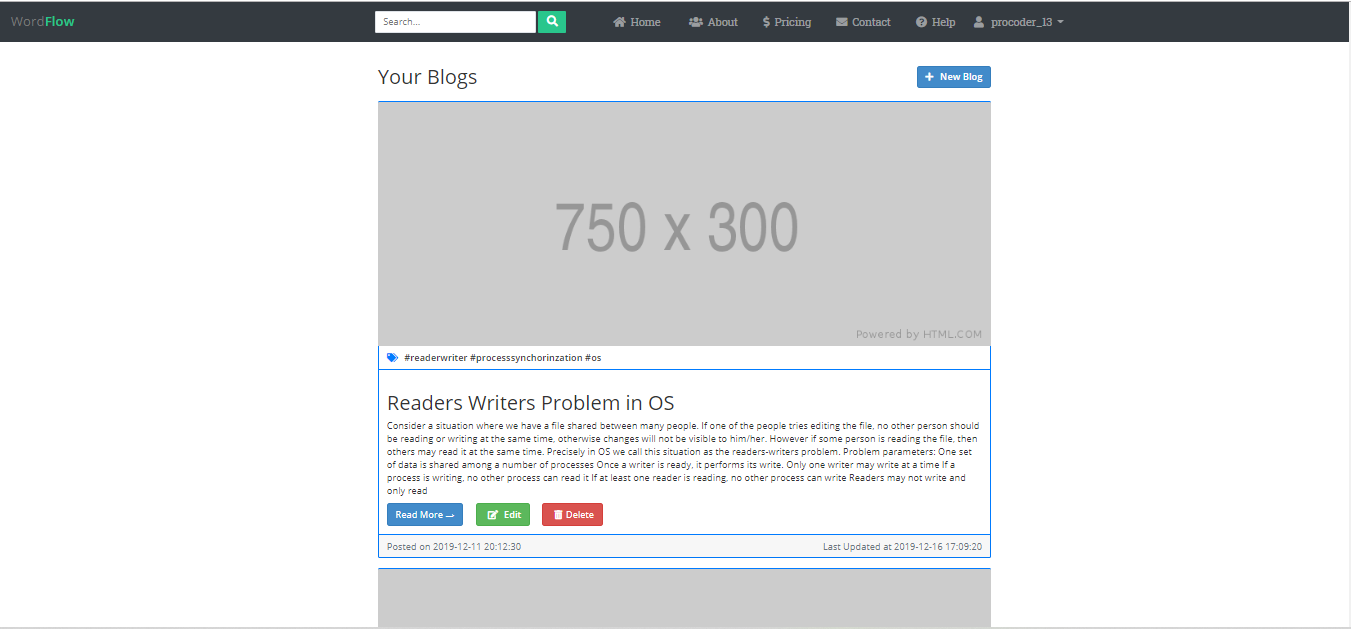 WordFlow Search... Home About Pricing Contact Help procoder_13
Your Blogs New Blog
750 x 300
Powered by HTML.COM
#readerwriter #processsynchorinzation #os
Readers Writers Problem in OS
Consider a situation where we have a file shared between many people. If one of the people tries editing the file, no other person should
be reading or writing at the same time, otherwise changes will not be visible to him/her. However if some person is reading the file, then
others may read it at the same time. Precisely in OS we call this situation as the readers-writers problem. Problem parameters: One set
of data is shared among a number of processes Once a writer is ready, it performs its write. Only one writer may write at a time If a
process is writing, no other process can read it If at least one reader is reading, no other process can write Readers may not write and
only read
Read More Edit Delete
Posted on 2019-12-11 20:12:30 Last Updated at 2019-12-16 17:09:20